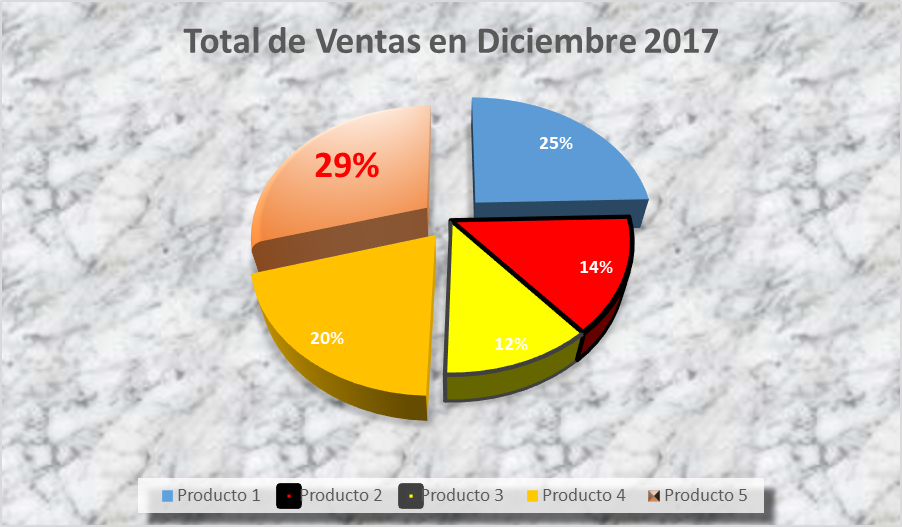 Total de Ventas en Diciembre 2017
29%
25%
14%
20%
12%
Producto 1 Producto 2 Producto 3 Producto 4 Producto 5